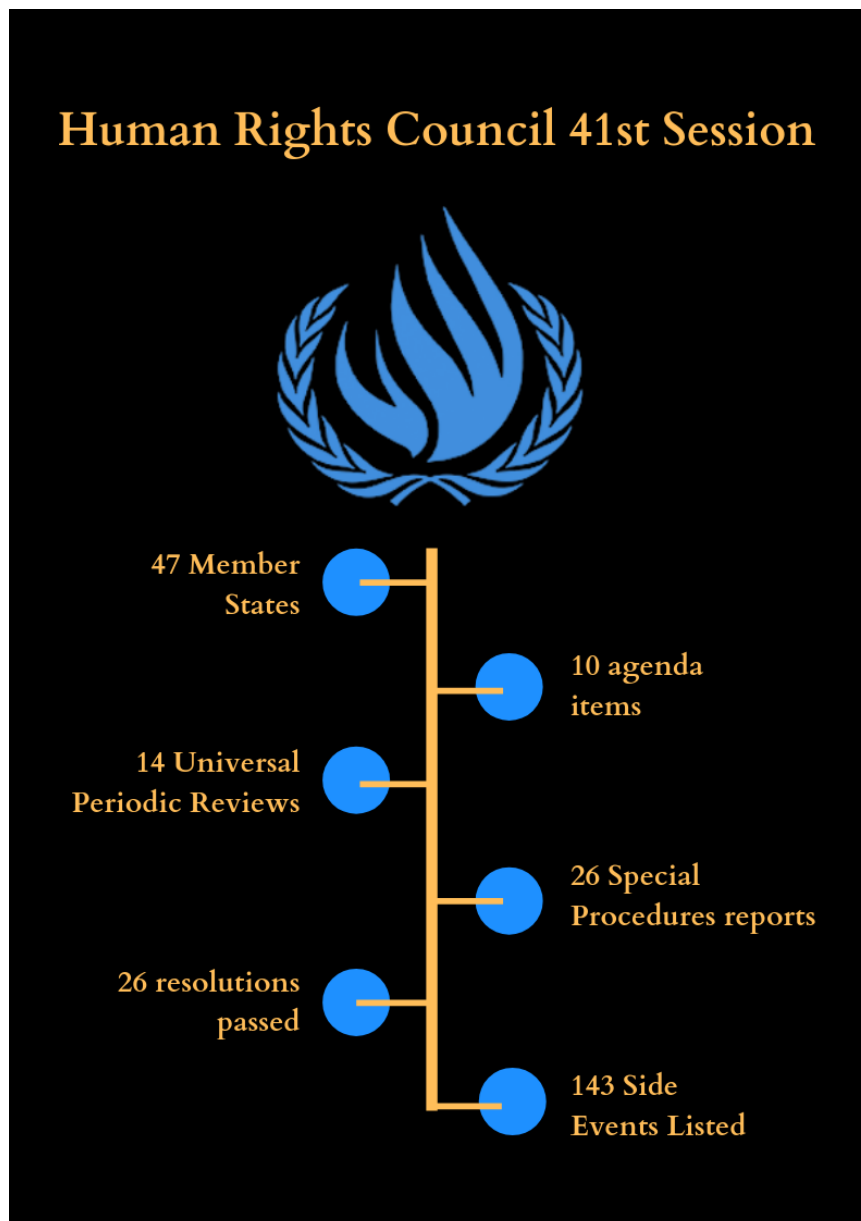 Human Rights Council 41st Session
47 Member
States
10 agenda
items
14 Universal
Periodic Reviews
26 Special
Procedures reports
26 resolutions
passed
143 Side
Events Listed